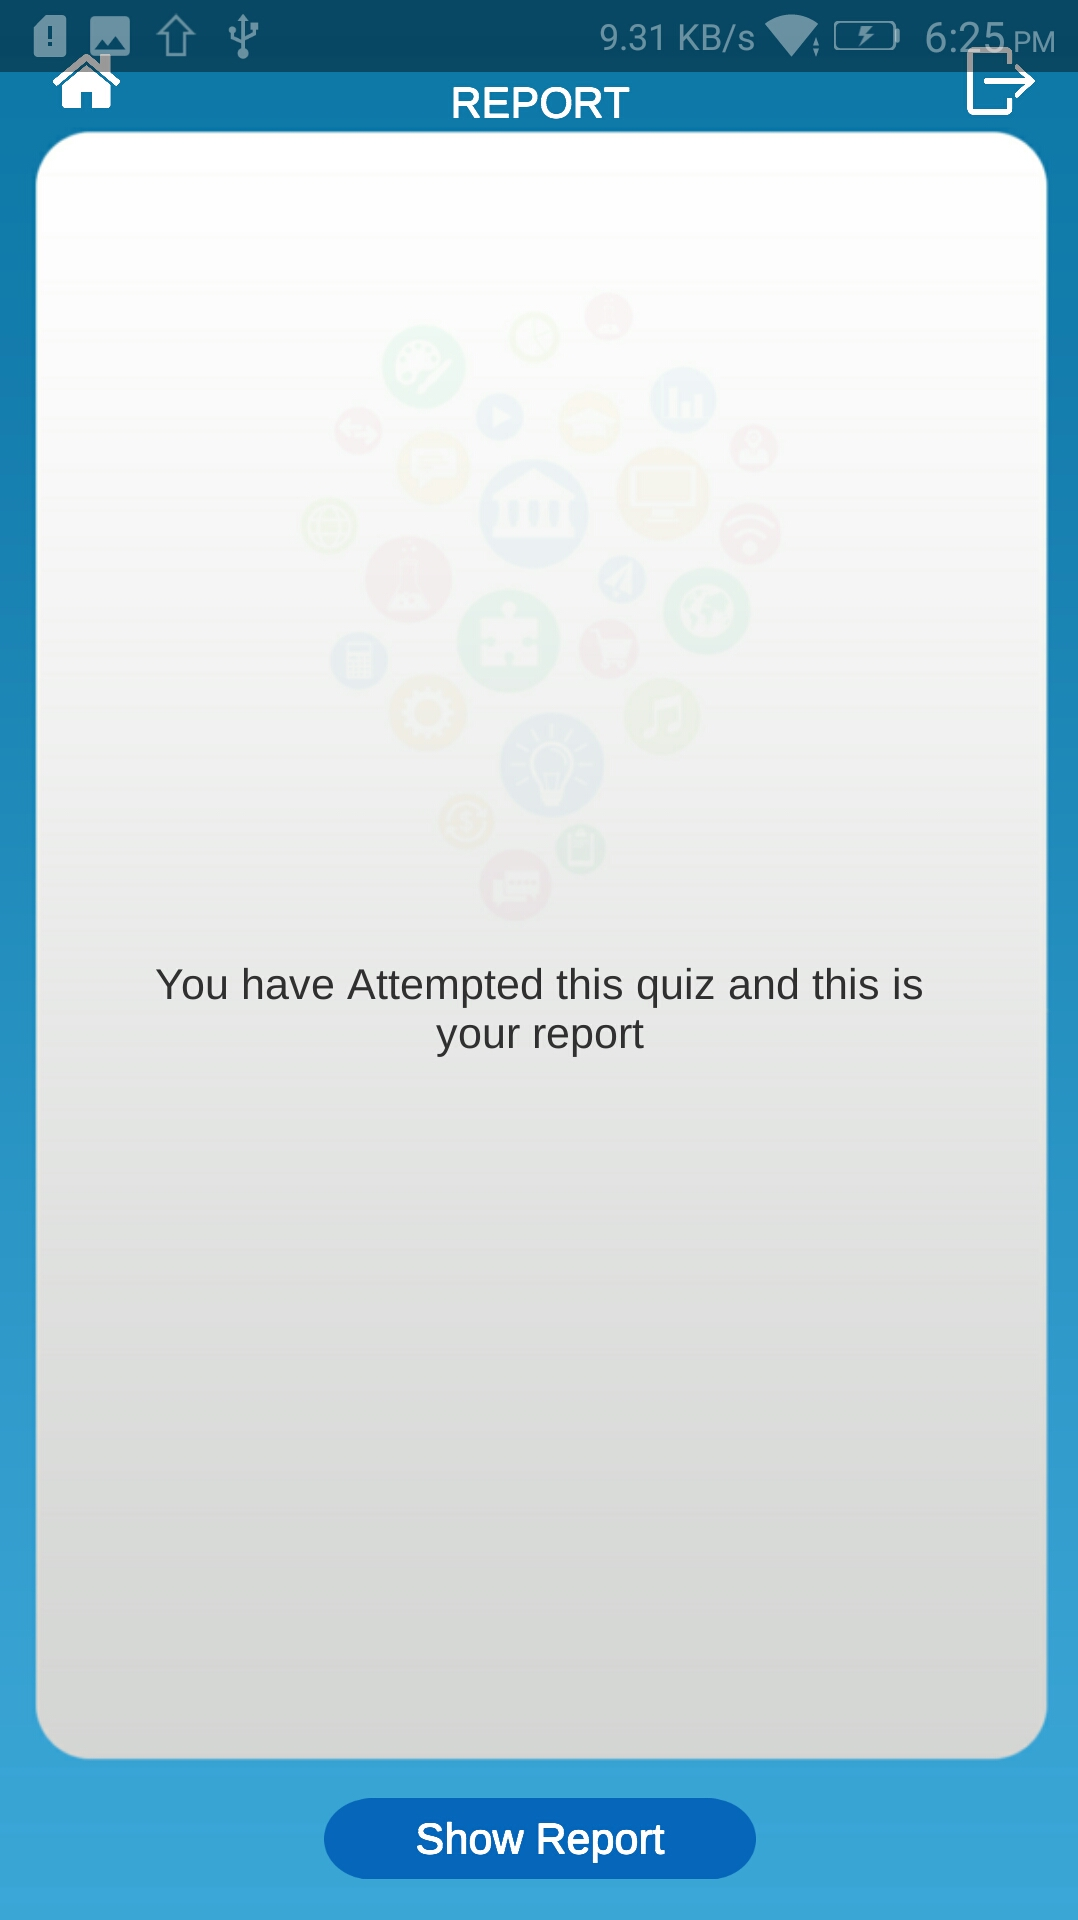 9.31 KB/s 6:25 PM
REPORT
You have Attempted this quiz and this is
your report
Show Report